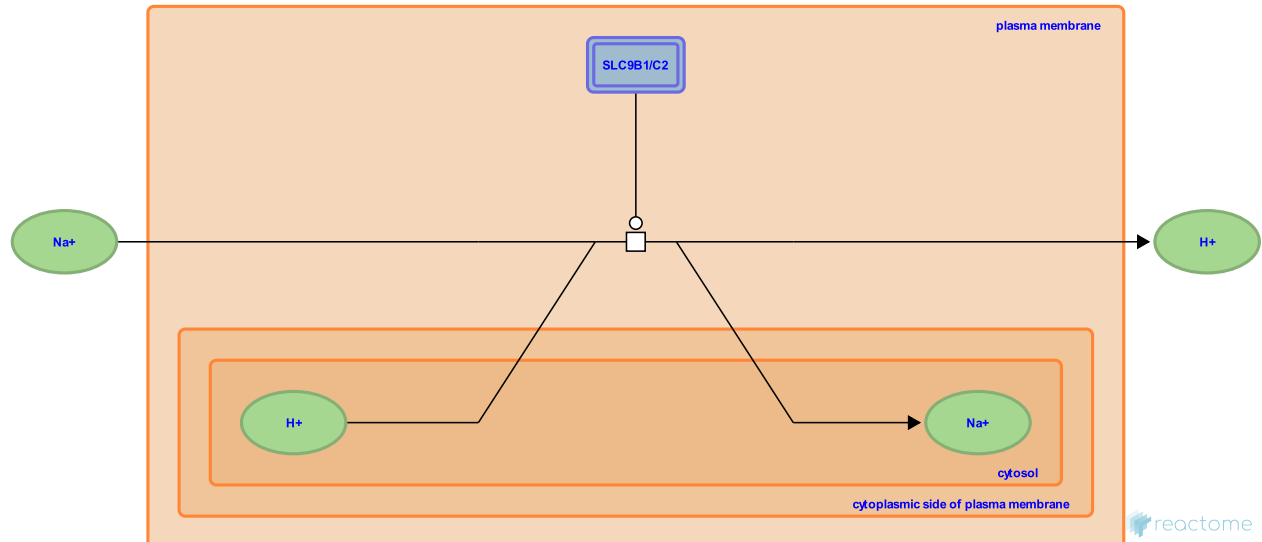 plasma membrane
SLC9B1/C2
Na+
H+
H+
Na+
cytosol
cytoplasmic side of plasma membrane
reactome